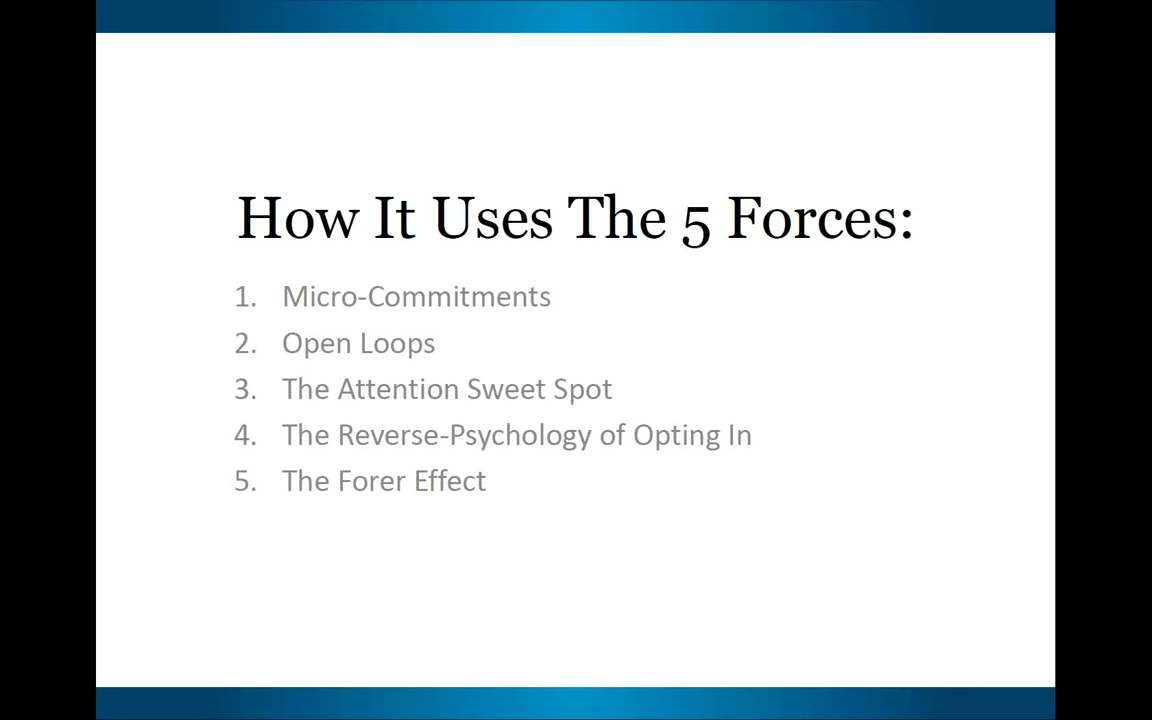 How It Uses The 5 Forces:
1. Micro-Commitments
2. Open Loops
3. The Attention Sweet Spot
4. The Reverse-Psychology of Opting In
5. The Forer Effect